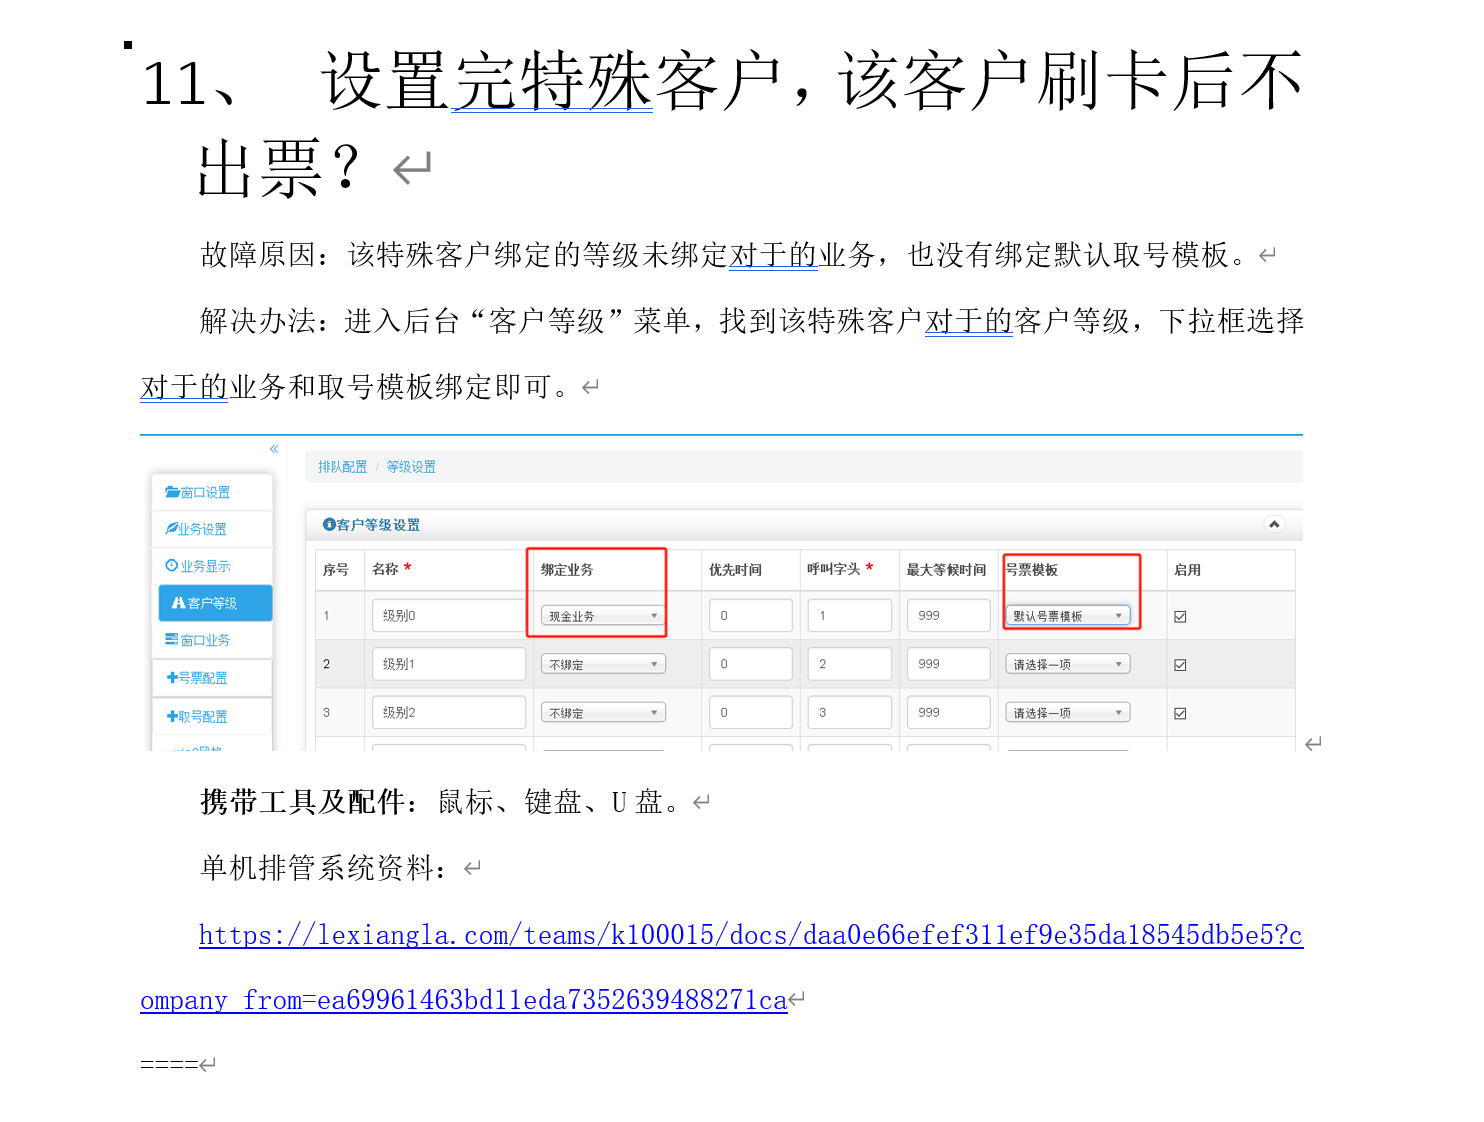 11、 设置完特殊客户，该客户刷卡后不
出票？
故障原因：该特殊客户绑定的等级未绑定对于的业务，也没有绑定默认取号模板。
解决办法：进入后台“客户等级”菜单，找到该特殊客户对于的客户等级，下拉框选择
对于的业务和取号模板绑定即可。
排队配置 / 等级设置
窗口设置
业务设置
业务显示
客户等级
窗口业务
号票配置
取号配置
客户等级设置
序号 名称 * 绑定业务 优先时间 呼叫字头 * 最大等候时间 号票模板 启用
1 级别0 现金业务 0 1 999 默认号票模板
2 级别1 不绑定 0 2 999 请选择一项
3 级别2 不绑定 0 3 999 请选择一项
携带工具及配件：鼠标、键盘、U 盘。
单机排管系统资料：
https://lexiangla.com/teams/k100015/docs/daa0e66efef311ef9e35da18545db5e5?c
ompany_from=ea69961463bd11eda7352639488271ca
====